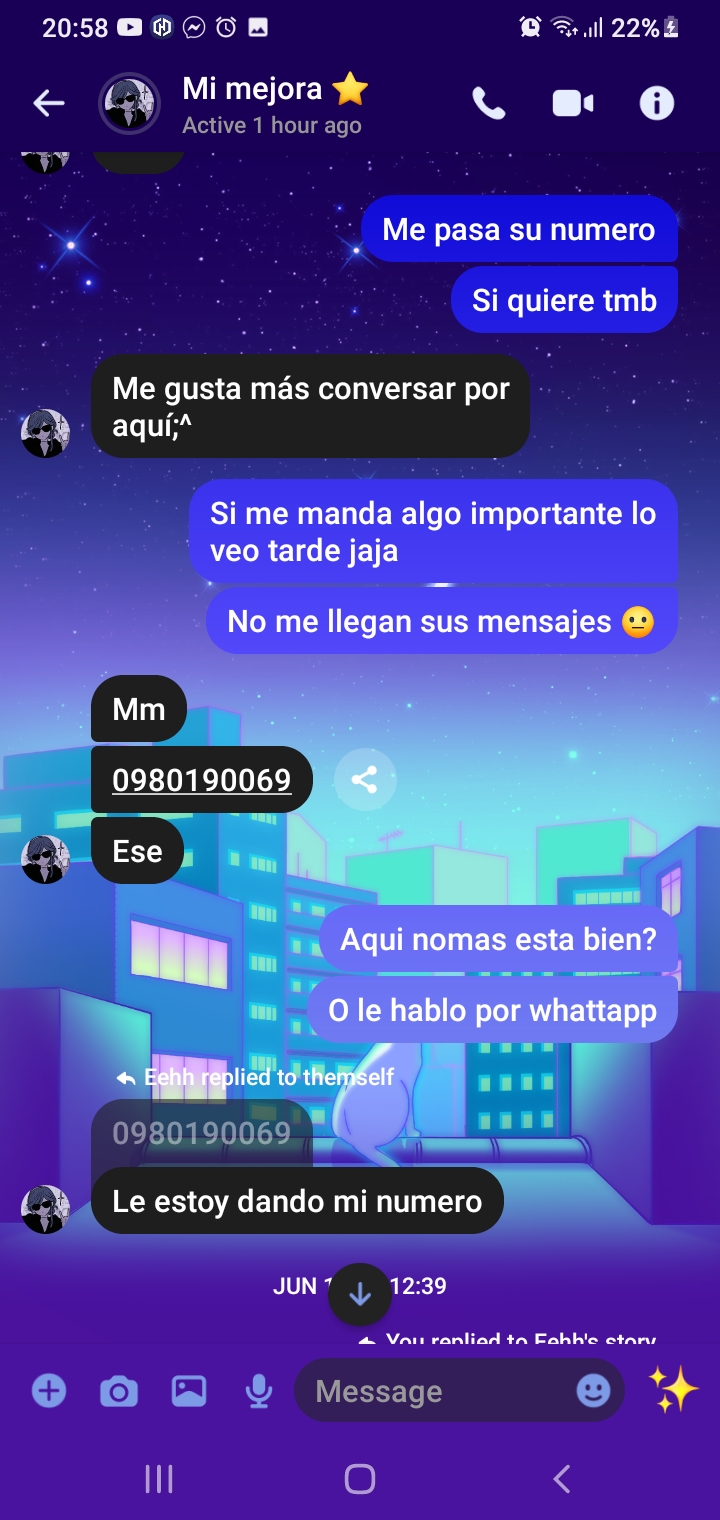 20:58
22%
Mi mejora ⭐
Active 1 hour ago
Me pasa su numero
Si quiere tmb
Me gusta más conversar por
aquí;^
Si me manda algo importante lo
veo tarde jaja
No me llegan sus mensajes 😐
Mm
0980190069
Ese
Aqui nomas esta bien?
O le hablo por whattapp
Eehh replied to themself
0980190069
Le estoy dando mi numero
JUN 12:39
You replied to Eehh's story
Message